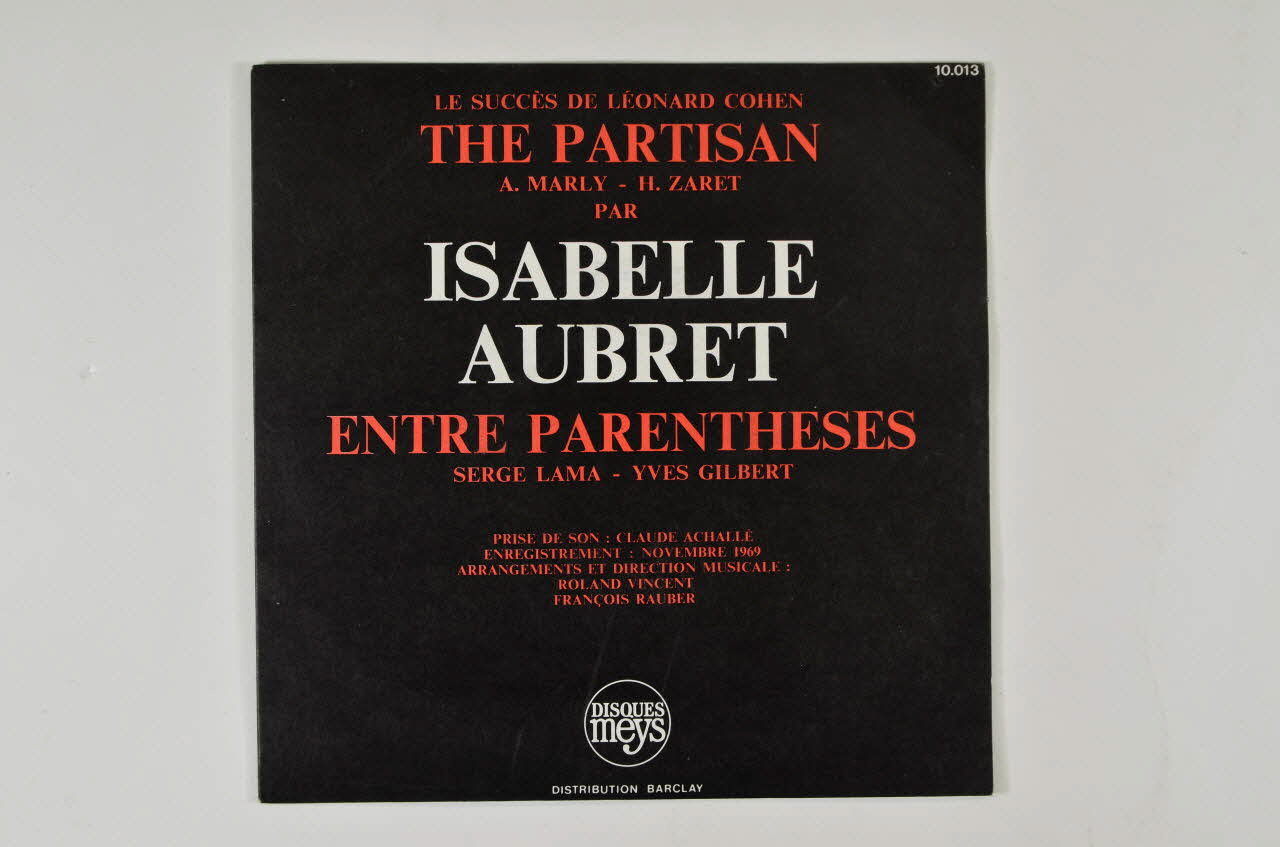 10.013
LE SUCCÈS DE LÉONARD COHEN
THE PARTISAN
A. MARLY - H. ZARET
PAR
ISABELLE
AUBRET
ENTRE PARENTHESES
SERGE LAMA - YVES GILBERT
PRISE DE SON : CLAUDE ACHALLÉ
ENREGISTREMENT : NOVEMBRE 1969
ARRANGEMENTS ET DIRECTION MUSICALE :
ROLAND VINCENT
FRANÇOIS RAUBER
DISQUES
meys
DISTRIBUTION BARCLAY